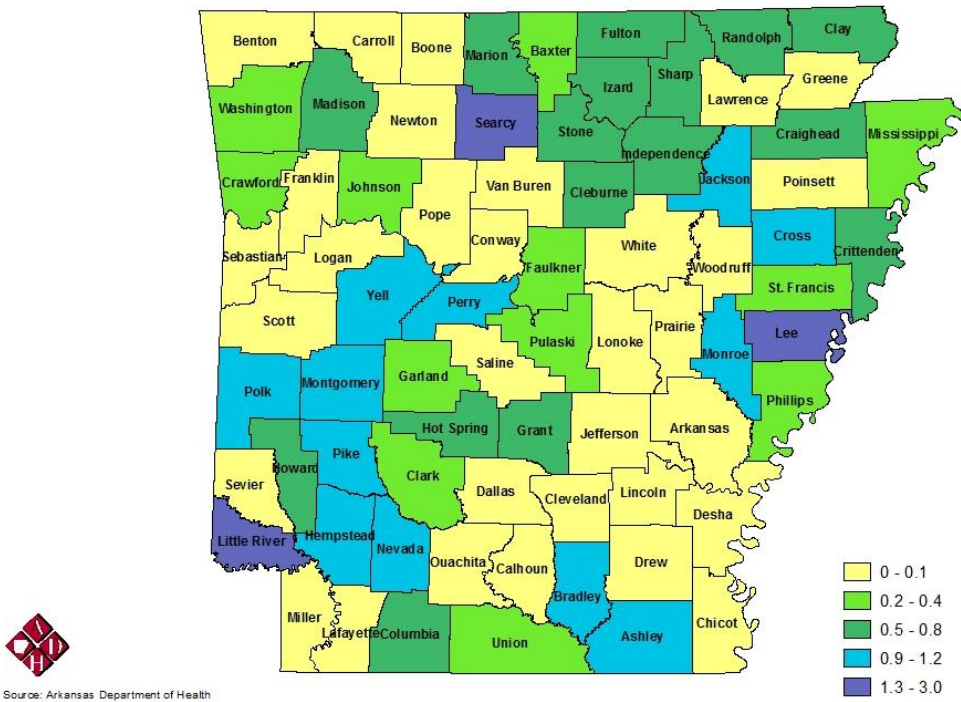 Benton
Carroll
Boone
Marion
Baxter
Fulton
Randolph
Clay
Sharp
Izard
Greene
Lawrence
Washington
Madison
Newton
Searcy
Stone
Independence
Craighead
Mississippi
Crawford
Franklin
Johnson
Pope
Van Buren
Cleburne
Jackson
Poinsett
Sebastian
Logan
Conway
White
Woodruff
Cross
Crittenden
Faulkner
St. Francis
Scott
Yell
Perry
Pulaski
Lonoke
Prairie
Monroe
Lee
Polk
Montgomery
Garland
Saline
Phillips
Hot Spring
Grant
Jefferson
Arkansas
Howard
Pike
Clark
Sevier
Dallas
Cleveland
Lincoln
Desha
Little River
Hempstead
Nevada
Ouachita
Calhoun
Drew
Bradley
Miller
Lafayette
Columbia
Union
Ashley
Chicot
0 - 0.1
0.2 - 0.4
0.5 - 0.8
0.9 - 1.2
1.3 - 3.0
A
D
H
Source: Arkansas Department of Health